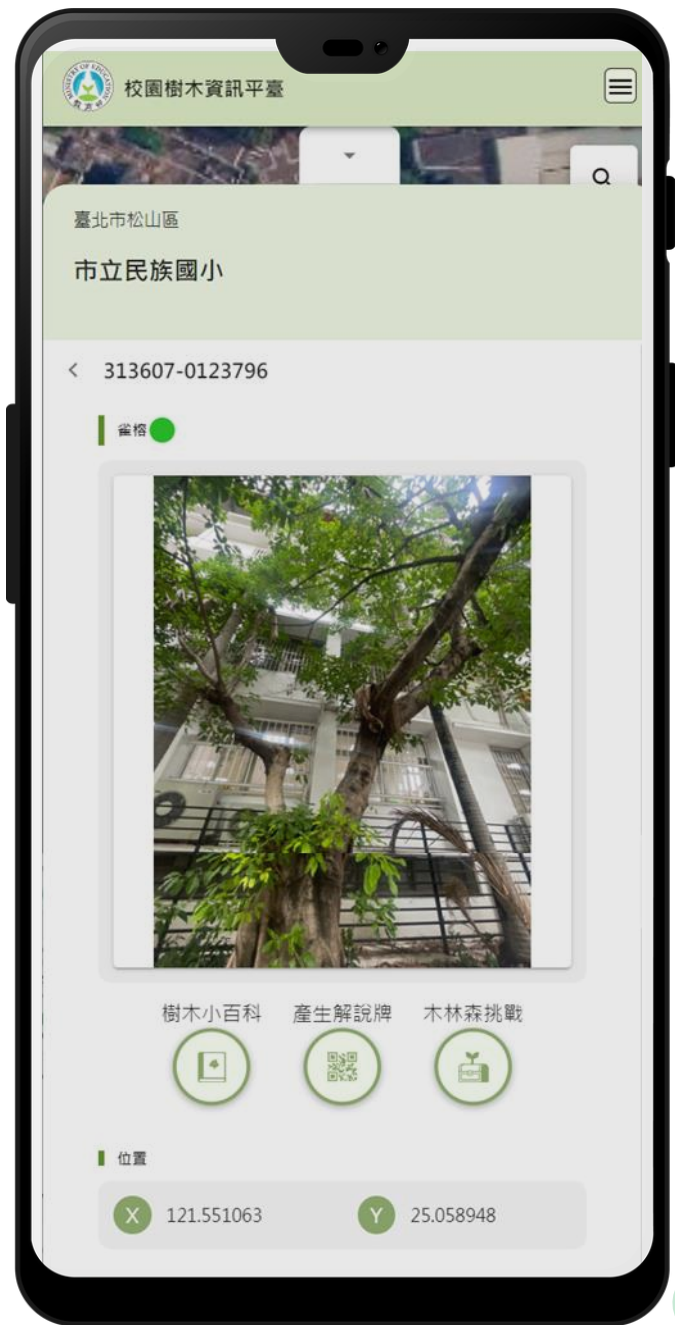 校園樹木資訊平臺
臺北市松山區
市立民族國小
313607-0123796
雀榕
樹木小百科 產生解說牌 木林森挑戰
位置
X 121.551063 Y 25.058948